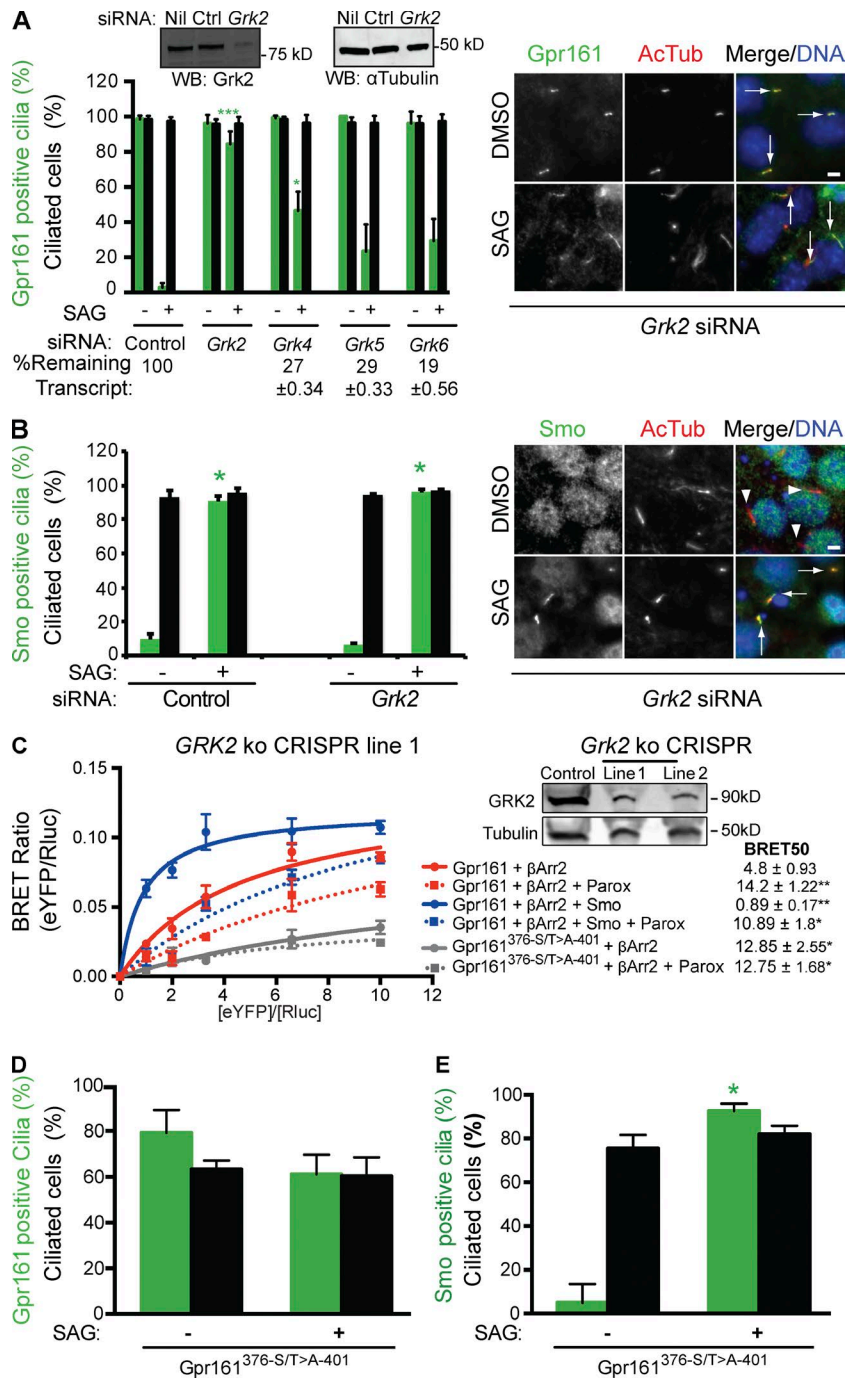 A
siRNA: Nil Ctrl Grk2
-75 kD
WB: Grk2
-50 kD
WB: αTubulin
Gpr161 positive cilia (%)
Ciliated cells (%)
120
100
80
60
40
20
0
***
*
SAG - + - + - + - + - +
siRNA: Control Grk2 Grk4 Grk5 Grk6
%Remaining 100 27 29 19
Transcript: ±0.34 ±0.33 ±0.56
Gpr161 AcTub Merge/DNA
DMSO
SAG
Grk2 siRNA
B
Smo positive cilia (%)
Ciliated cells (%)
120
100
80
60
40
20
0
* *
SAG: - + - +
siRNA: Control Grk2
Smo AcTub Merge/DNA
DMSO
SAG
Grk2 siRNA
C
GRK2 ko CRISPR line 1
BRET Ratio
(eYFP/Rluc)
0.15
0.10
0.05
0.00
0 2 4 6 8 10 12
[eYFP]/[Rluc]
Grk2 ko CRISPR
Control Line 1 Line 2
GRK2 - 90kD
Tubulin - 50kD
BRET50
Gpr161 + βArr2 4.8 ± 0.93
Gpr161 + βArr2 + Parox 14.2 ± 1.22**
Gpr161 + βArr2 + Smo 0.89 ± 0.17**
Gpr161 + βArr2 + Smo + Parox 10.89 ± 1.8*
Gpr161376-S/T>A-401 + βArr2 12.85 ± 2.55*
Gpr161376-S/T>A-401 + βArr2 + Parox 12.75 ± 1.68*
D
Gpr161 positive Cilia (%)
Ciliated cells (%)
100
80
60
40
20
0
SAG: - +
Gpr161376-S/T>A-401
E
Smo positive cilia (%)
Ciliated cells (%)
100
80
60
40
20
0
*
SAG: - +
Gpr161376-S/T>A-401